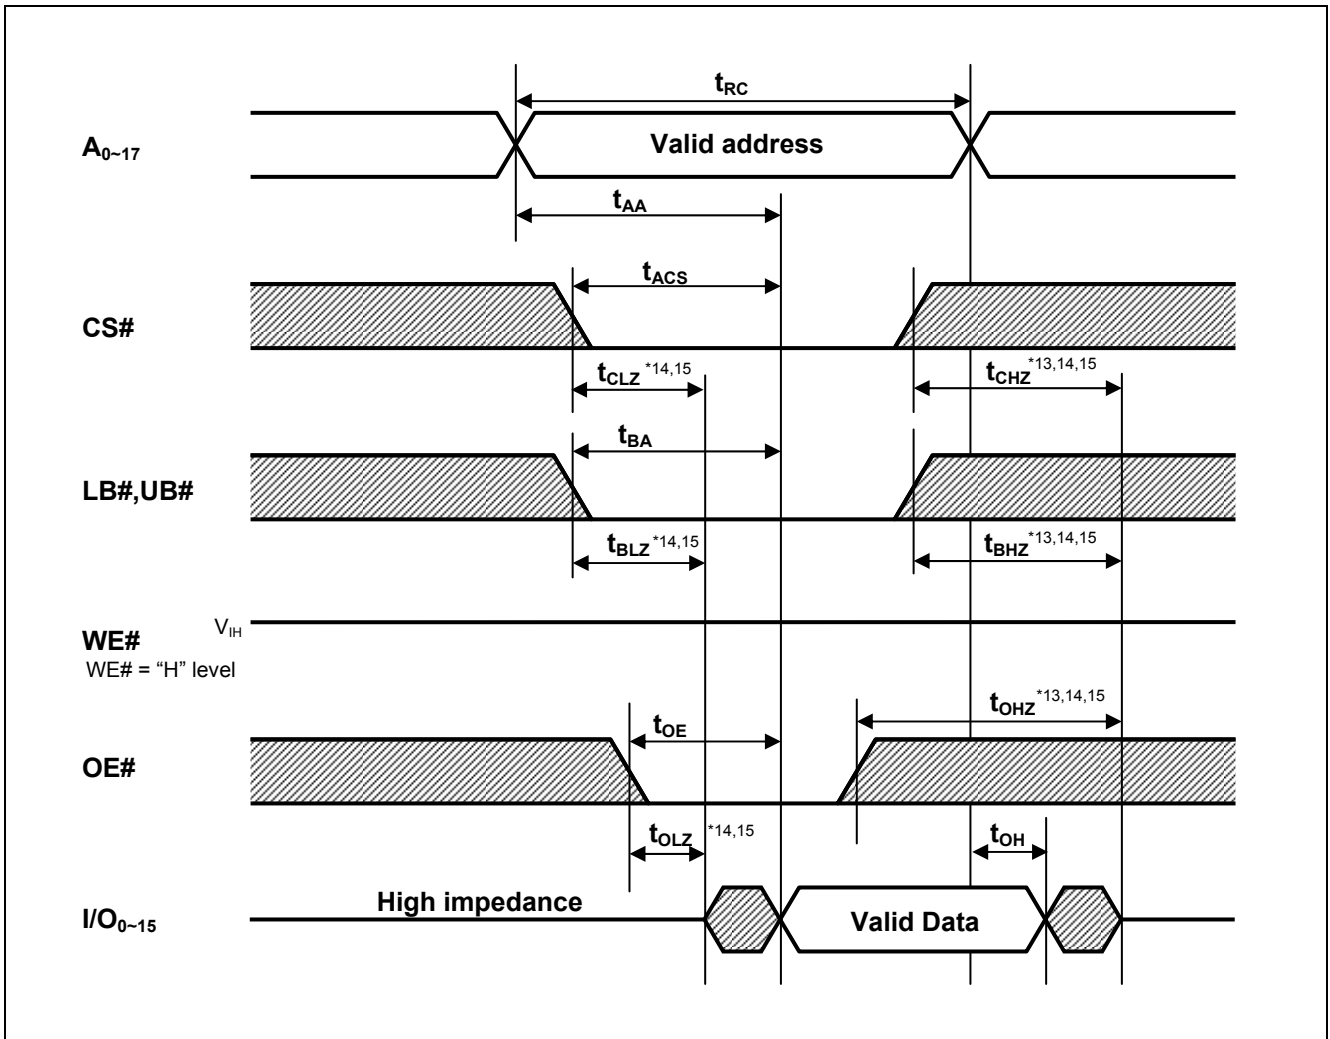 tRC
A0~17
Valid address
tAA
tACS
CS#
tCLZ *14,15
tCHZ *13,14,15
tBA
LB#,UB#
tBLZ *14,15
tBHZ *13,14,15
WE#
VIH
WE# = “H” level
tOHZ *13,14,15
tOE
OE#
tOLZ *14,15
tOH
High impedance
I/O0~15
Valid Data